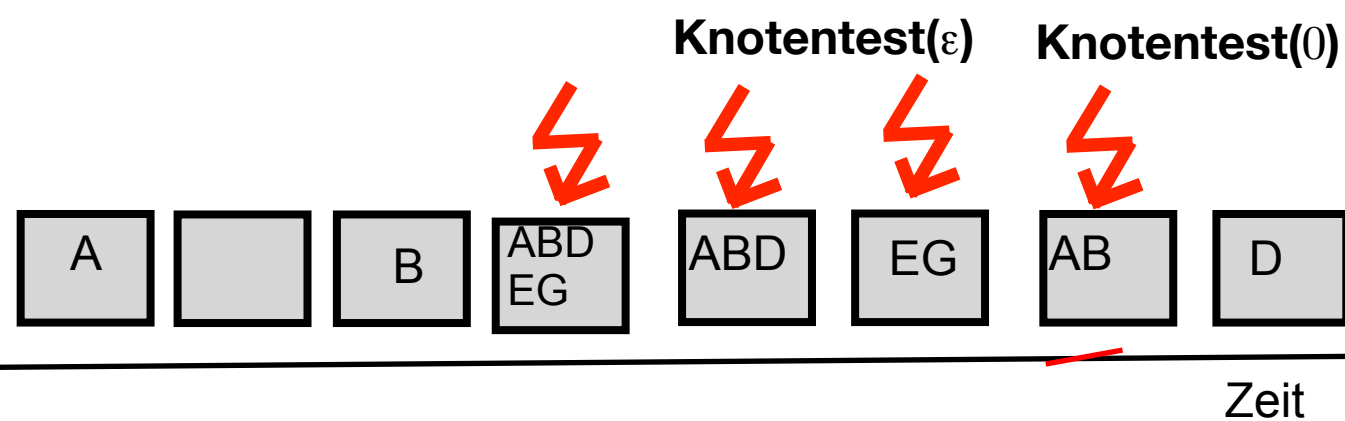 Knotentest(ε)
Knotentest(0)
A
B
ABD
EG
ABD
EG
AB
D
Zeit